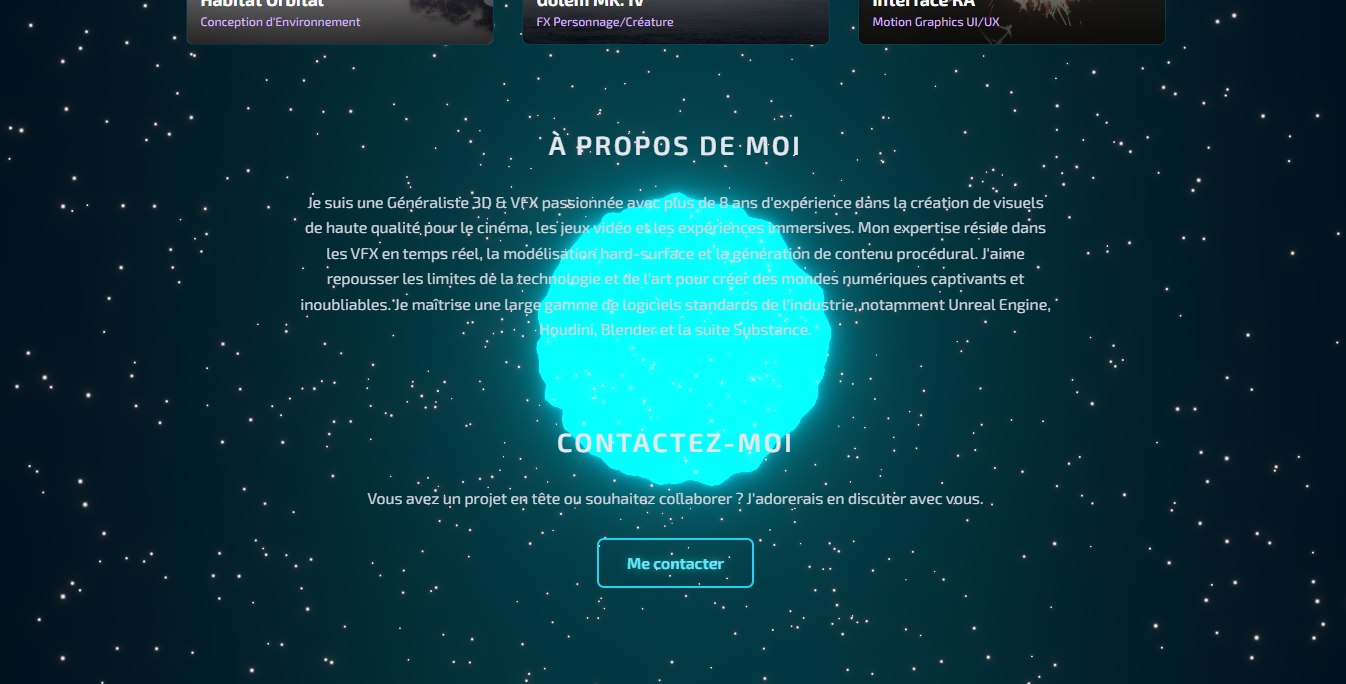 Habitat Orbital
Golem MK. IV
Interface RA
Conception d'Environnement
FX Personnage/Créature
Motion Graphics UI/UX
À PROPOS DE MOI
Je suis une Généraliste 3D & VFX passionnée avec plus de 8 ans d'expérience dans la création de visuels
de haute qualité pour le cinéma, les jeux vidéo et les expériences immersives. Mon expertise réside dans
les VFX en temps réel, la modélisation hard-surface et la génération de contenu procédural. J'aime
repousser les limites de la technologie et de l'art pour créer des mondes numériques captivants et
inoubliables. Je maîtrise une large gamme de logiciels standards de l'industrie, notamment Unreal Engine,
Houdini, Blender et la suite Substance.
CONTACTEZ-MOI
Vous avez un projet en tête ou souhaitez collaborer ? J'adorerais en discuter avec vous.
Me contacter